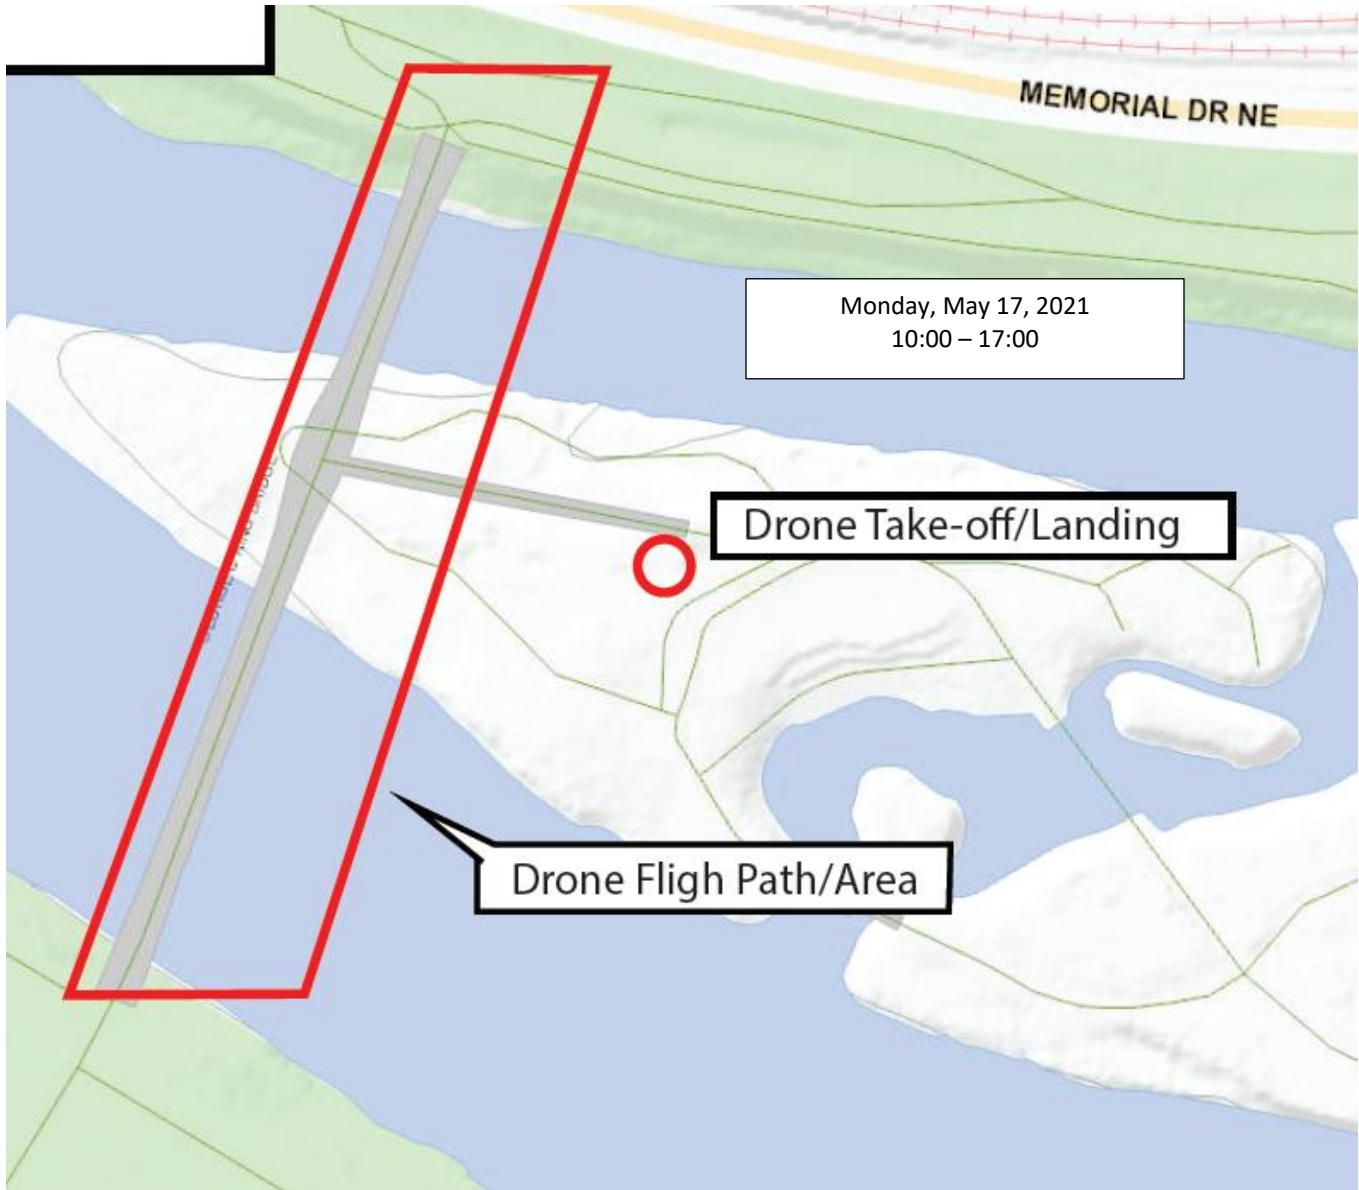 MEMORIAL DR NE
Monday, May 17, 2021
10:00 – 17:00
Drone Take-off/Landing
Drone Fligh Path/Area